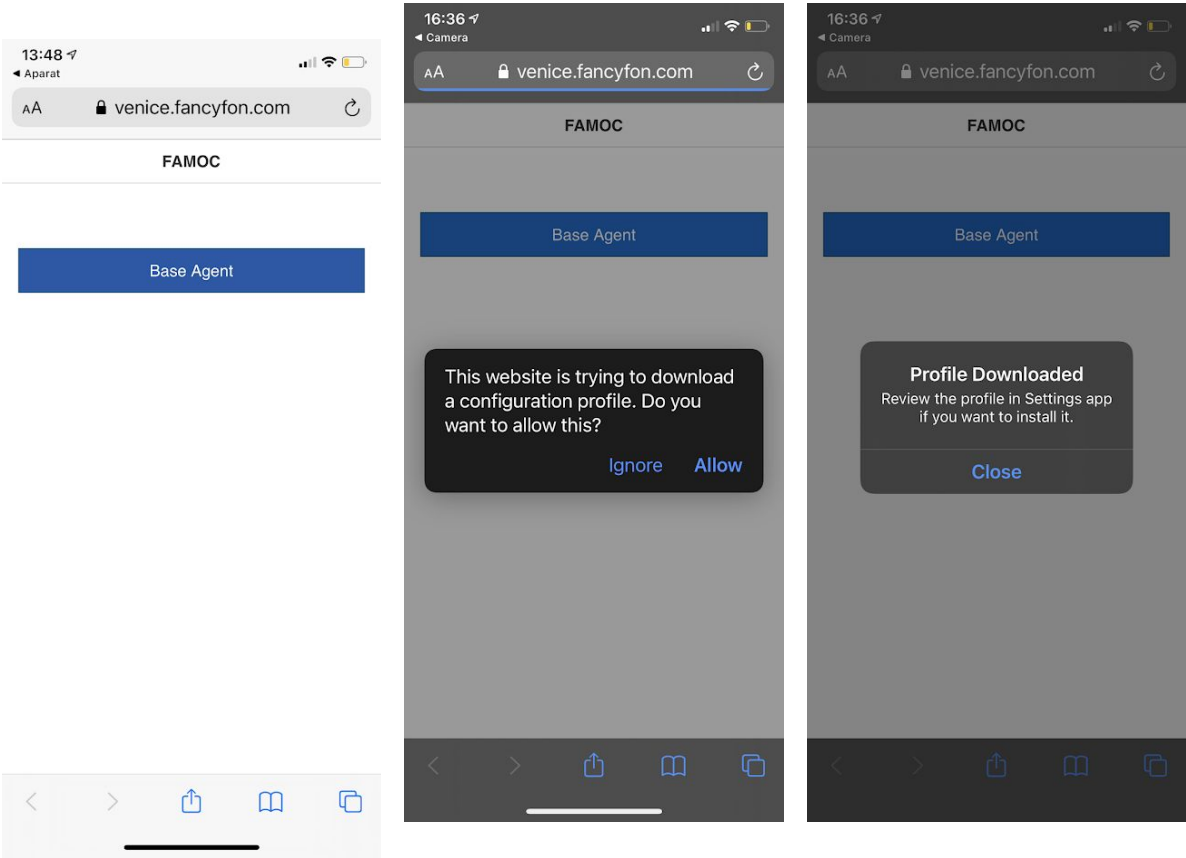 13:48
◀ Aparat
AA venice.fancyfon.com
FAMOC
Base Agent
16:36
◀ Camera
AA venice.fancyfon.com
FAMOC
Base Agent
This website is trying to download
a configuration profile. Do you
want to allow this?
Ignore Allow
16:36
◀ Camera
AA venice.fancyfon.com
FAMOC
Base Agent
Profile Downloaded
Review the profile in Settings app
if you want to install it.
Close